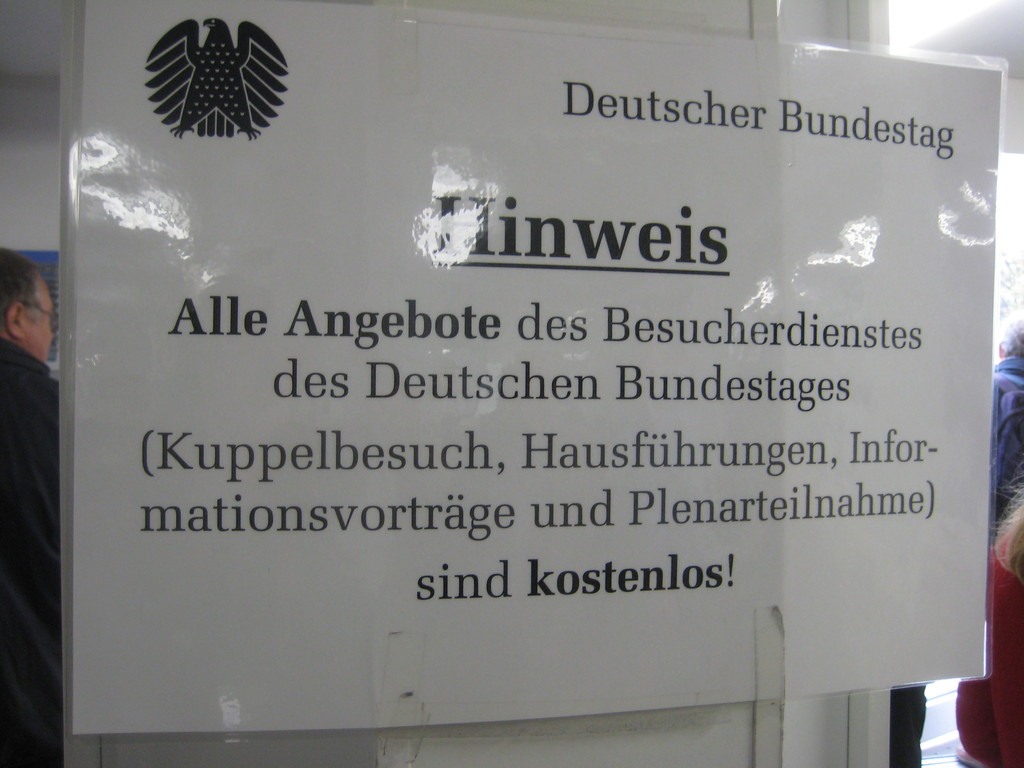 Deutscher Bundestag
Hinweis
Alle Angebote des Besucherdienstes
des Deutschen Bundestages
(Kuppelbesuch, Hausführungen, Infor-
mationsvorträge und Plenarteilnahme)
sind kostenlos!